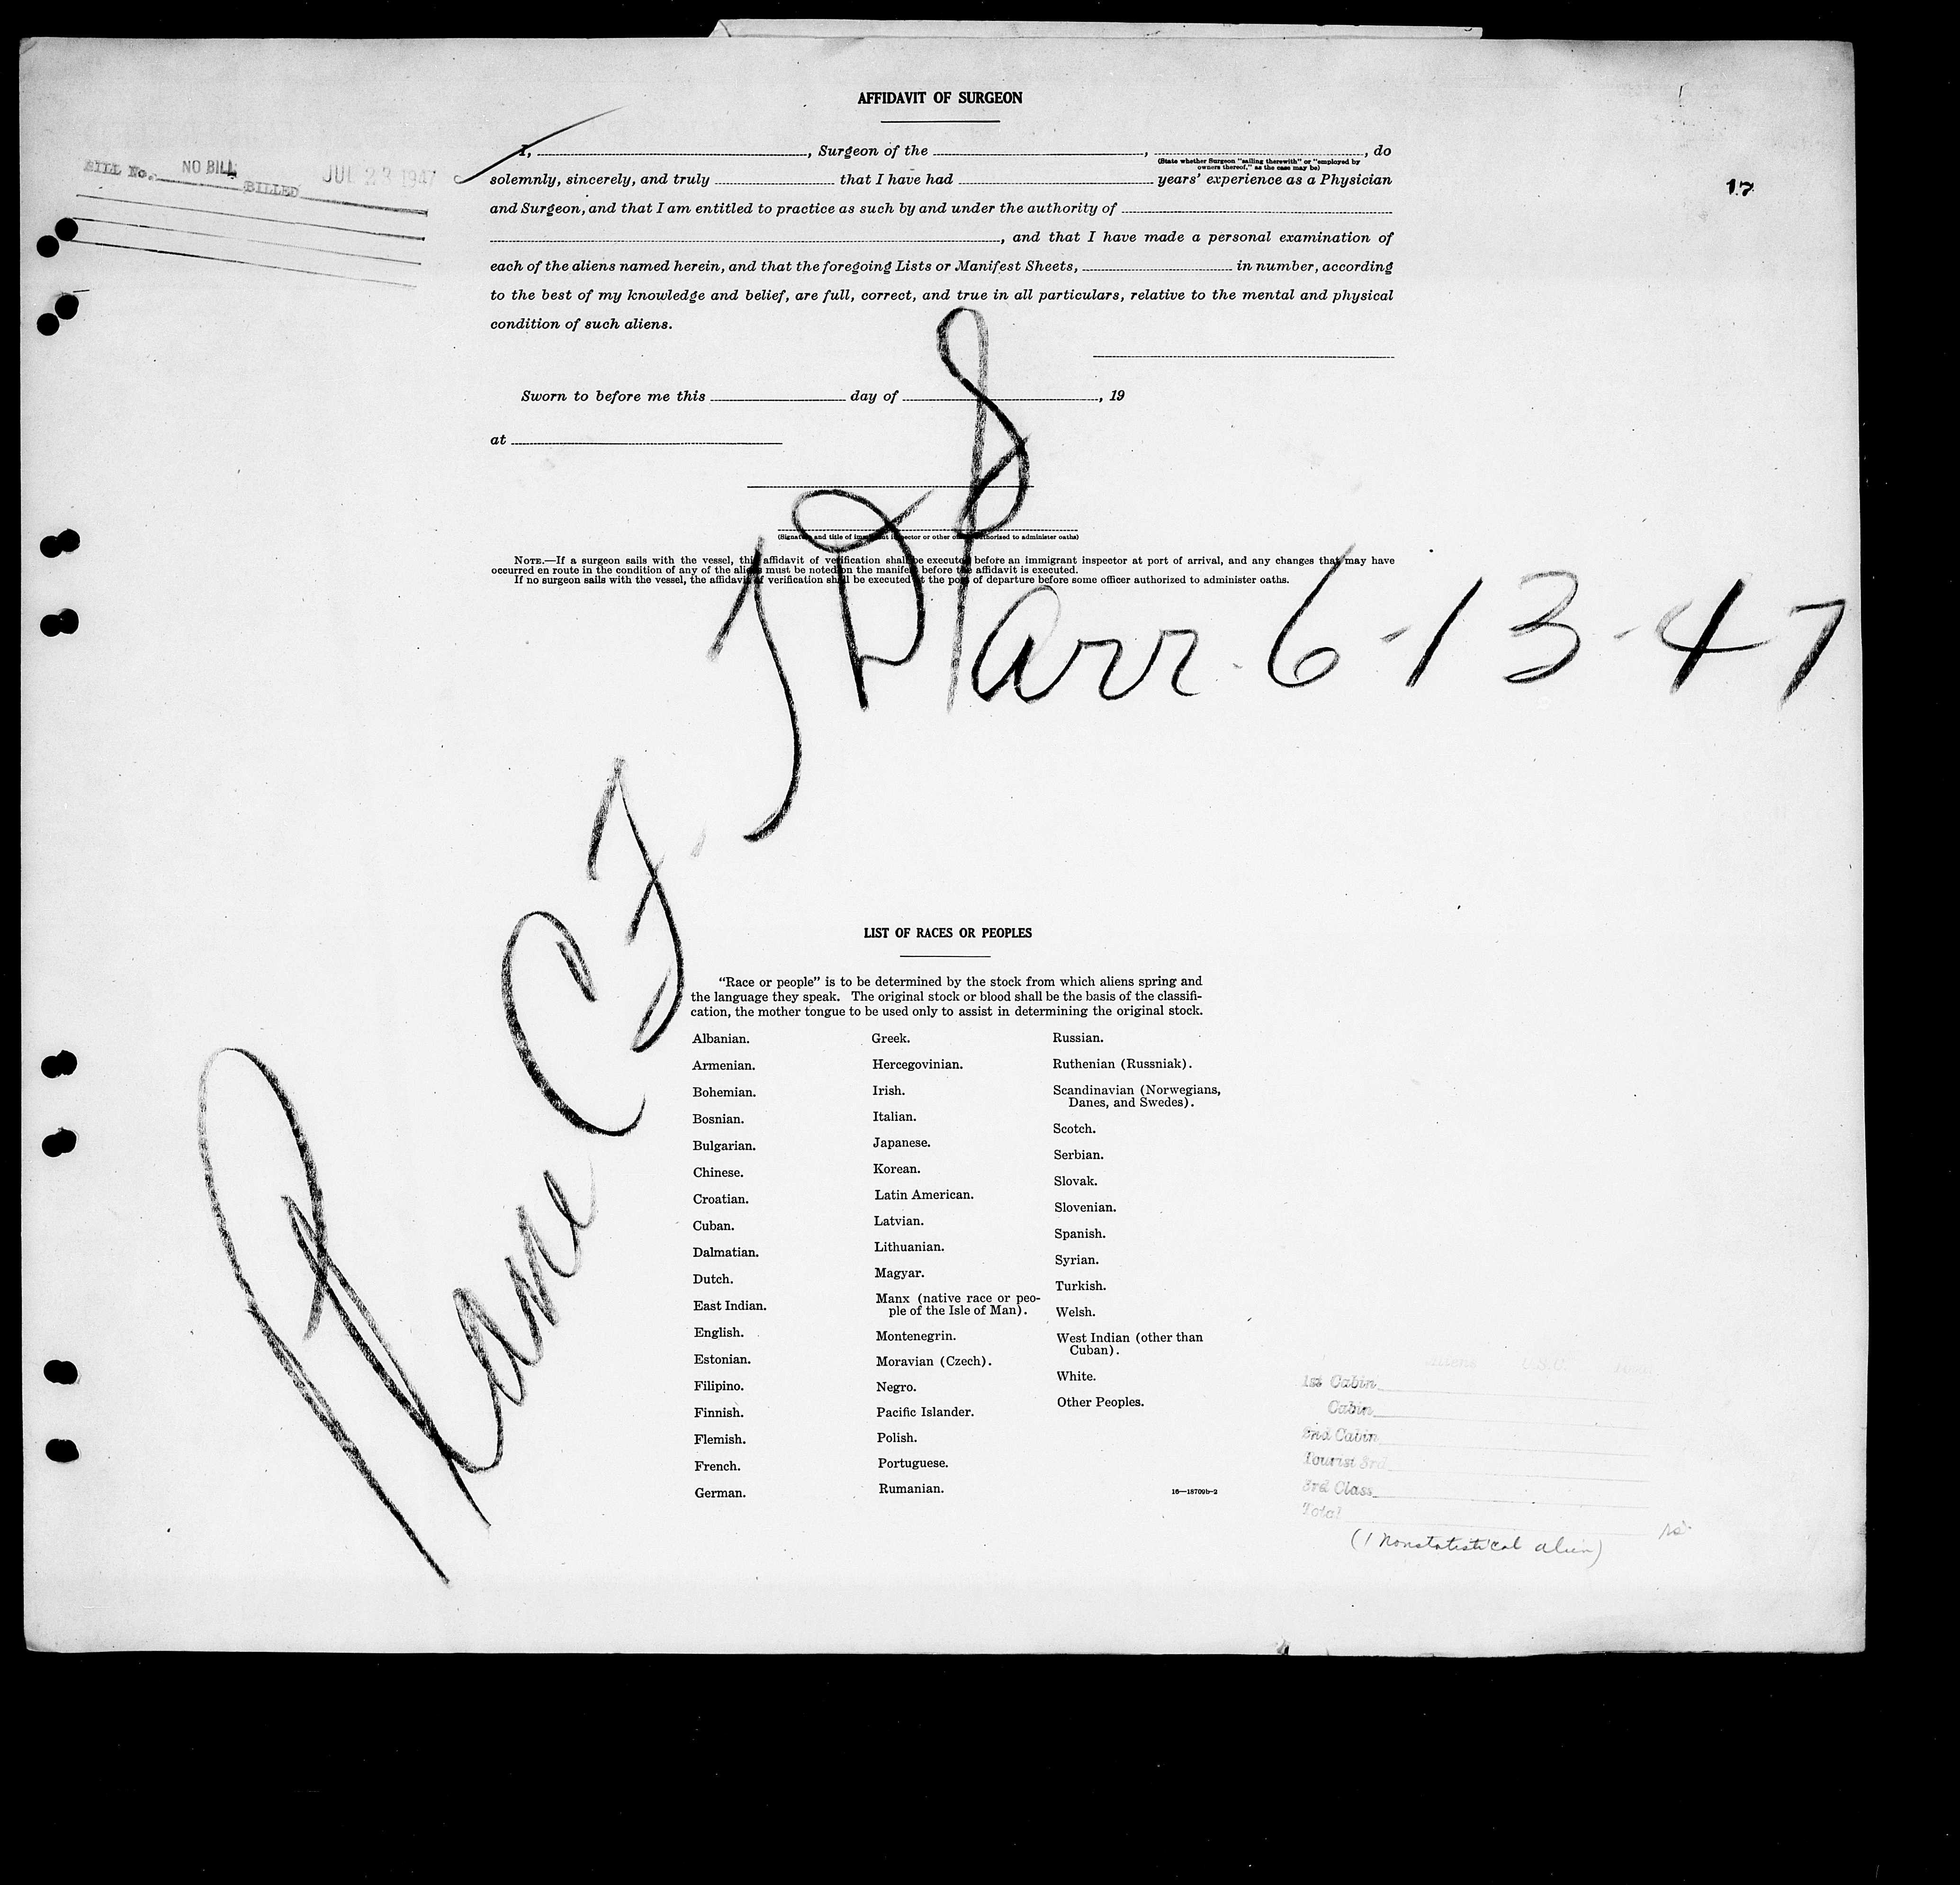 AFFIDAVIT OF SURGEON
I, , Surgeon of the , , do
(State whether Surgeon "sailing therewith" or "employed by
owners thereof," as the case may be)
solemnly, sincerely, and truly that I have had years' experience as a Physician
and Surgeon, and that I am entitled to practice as such by and under the authority of
, and that I have made a personal examination of
each of the aliens named herein, and that the foregoing Lists or Manifest Sheets, in number, according
to the best of my knowledge and belief, are full, correct, and true in all particulars, relative to the mental and physical
condition of such aliens.
BILL No. NO BILL
BILLED JUL 23 1947
17
Sworn to before me this day of , 19
at
(Signature and title of immigrant inspector or other officer authorized to administer oaths)
NOTE.—If a surgeon sails with the vessel, this affidavit of verification shall be executed before an immigrant inspector at port of arrival, and any changes that may have
occurred en route in the condition of any of the aliens must be noted on the manifest before the affidavit is executed.
If no surgeon sails with the vessel, the affidavit of verification shall be executed at the port of departure before some officer authorized to administer oaths.
Plane CF-
arr. 6-13-47
LIST OF RACES OR PEOPLES
"Race or people" is to be determined by the stock from which aliens spring and
the language they speak. The original stock or blood shall be the basis of the classifi-
cation, the mother tongue to be used only to assist in determining the original stock.
Albanian.
Armenian.
Bohemian.
Bosnian.
Bulgarian.
Chinese.
Croatian.
Cuban.
Dalmatian.
Dutch.
East Indian.
English.
Estonian.
Filipino.
Finnish.
Flemish.
French.
German.
Greek.
Hercegovinian.
Irish.
Italian.
Japanese.
Korean.
Latin American.
Latvian.
Lithuanian.
Magyar.
Manx (native race or peo-
ple of the Isle of Man).
Montenegrin.
Moravian (Czech).
Negro.
Pacific Islander.
Polish.
Portuguese.
Rumanian.
Russian.
Ruthenian (Russniak).
Scandinavian (Norwegians,
Danes, and Swedes).
Scotch.
Serbian.
Slovak.
Slovenian.
Spanish.
Syrian.
Turkish.
Welsh.
West Indian (other than
Cuban).
White.
Other Peoples.
16—18709b-2
Aliens U.S.C.
1st Cabin
Cabin
2nd Cabin
Tourist 3rd
3rd Class
Total
(1 Nonstatistical alien)